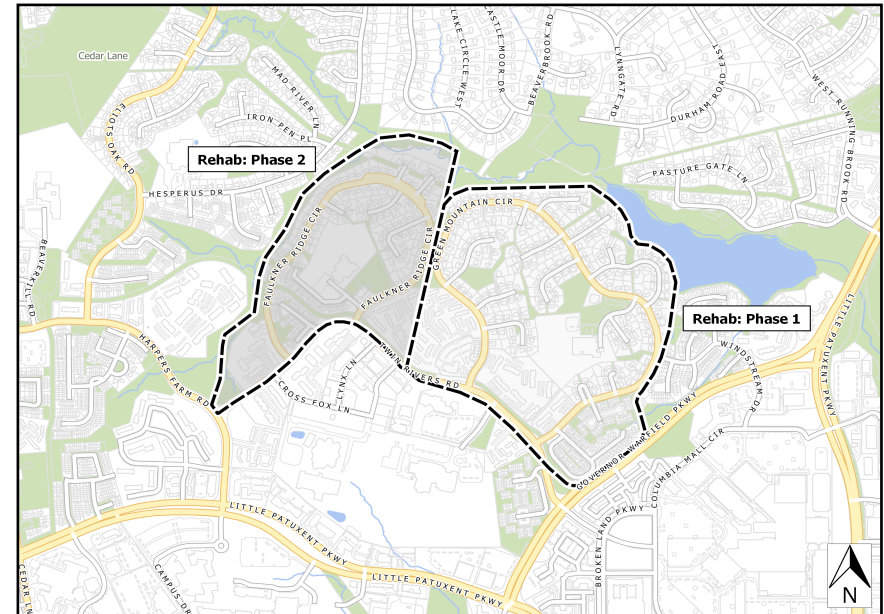 Cedar Lane
ELIOTS OAK RD
MAD RIVER LN
IRON PEN PL
HESPERUS DR
LAKE CIRCLE WEST
CASTLE MOOR DR
BEAVERBROOK RD
LYNNGATE RD
DURHAM ROAD EAST
WEST RUNNING BROOK RD
PASTURE GATE LN
Rehab: Phase 2
FAULKNER RIDGE CIR
FAULKNER RIDGE CIR
GREEN MOUNTAIN CIR
BEAVERKILL RD
HARPERS FARM RD
Rehab: Phase 1
LITTLE PATUXENT PKWY
WINDSTREAM DR
TWIN RIVERS RD
LYNX LN
CROSS FOX LN
GOVERNOR WARFIELD PKWY
COLUMBIA MALL CIR
BROKEN LAND PKWY
LITTLE PATUXENT PKWY
LITTLE PATUXENT PKWY
CAMPUS DR
CEDAR LN
N